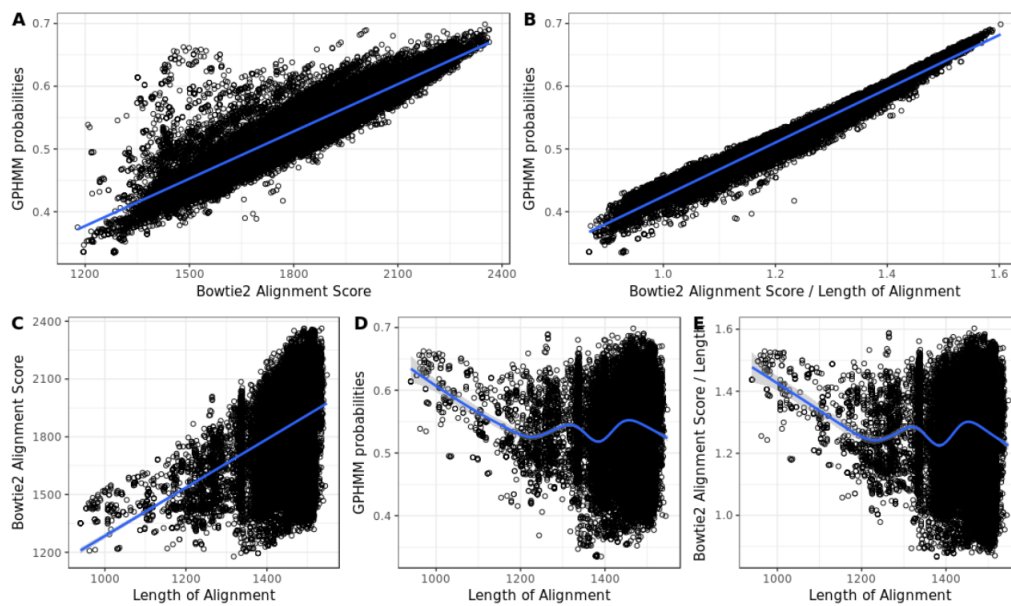 A
0.7
0.6
0.5
0.4
GPHMM probabilities
1200 1500 1800 2100 2400
Bowtie2 Alignment Score
B
0.7
0.6
0.5
0.4
GPHMM probabilities
1.0 1.2 1.4 1.6
Bowtie2 Alignment Score / Length of Alignment
C
2400
2100
1800
1500
1200
Bowtie2 Alignment Score
1000 1200 1400
Length of Alignment
D
0.7
0.6
0.5
0.4
GPHMM probabilities
1000 1200 1400
Length of Alignment
E
1.6
1.4
1.2
1.0
Bowtie2 Alignment Score / Length
1000 1200 1400
Length of Alignment